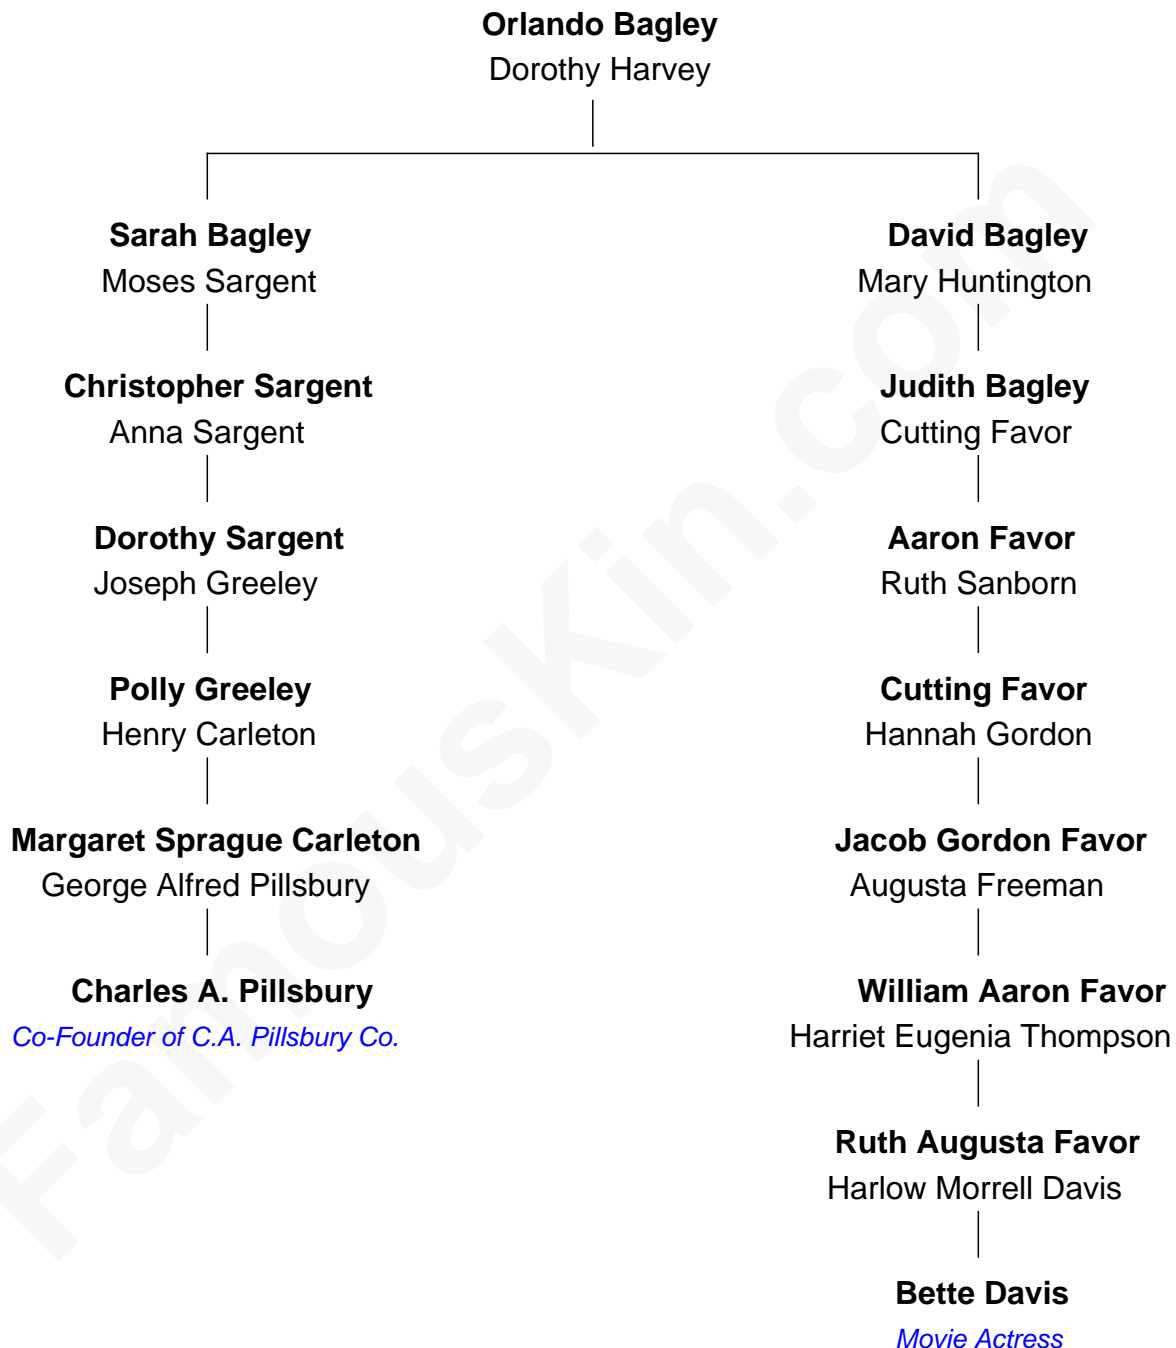 Orlando Bagley
Dorothy Harvey
Sarah Bagley
Moses Sargent
Christopher Sargent
Anna Sargent
Dorothy Sargent
Joseph Greeley
Polly Greeley
Henry Carleton
Margaret Sprague Carleton
George Alfred Pillsbury
Charles A. Pillsbury
Co-Founder of C.A. Pillsbury Co.
David Bagley
Mary Huntington
Judith Bagley
Cutting Favor
Aaron Favor
Ruth Sanborn
Cutting Favor
Hannah Gordon
Jacob Gordon Favor
Augusta Freeman
William Aaron Favor
Harriet Eugenia Thompson
Ruth Augusta Favor
Harlow Morrell Davis
Bette Davis
Movie Actress
FamousKin.com